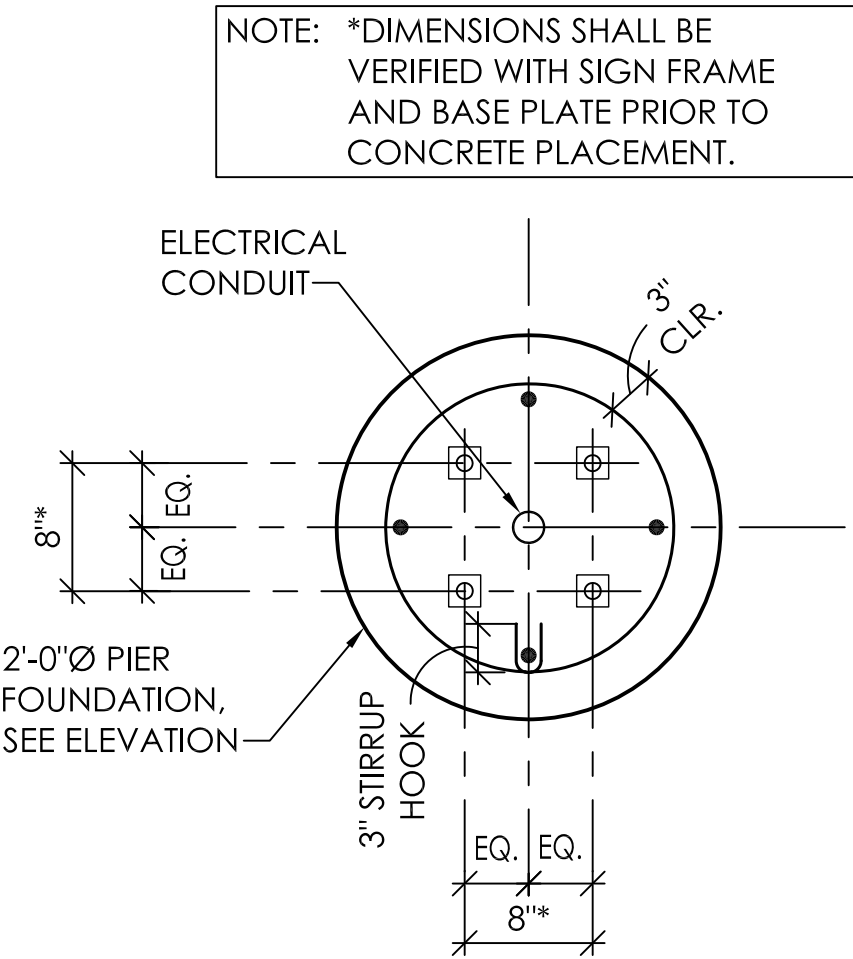 NOTE: *DIMENSIONS SHALL BE
VERIFIED WITH SIGN FRAME
AND BASE PLATE PRIOR TO
CONCRETE PLACEMENT.
ELECTRICAL
CONDUIT
3"
CLR.
EQ.
8"*
EQ.
2'-0"Ø PIER
FOUNDATION,
SEE ELEVATION
3" STIRRUP
HOOK
EQ. EQ.
8"*